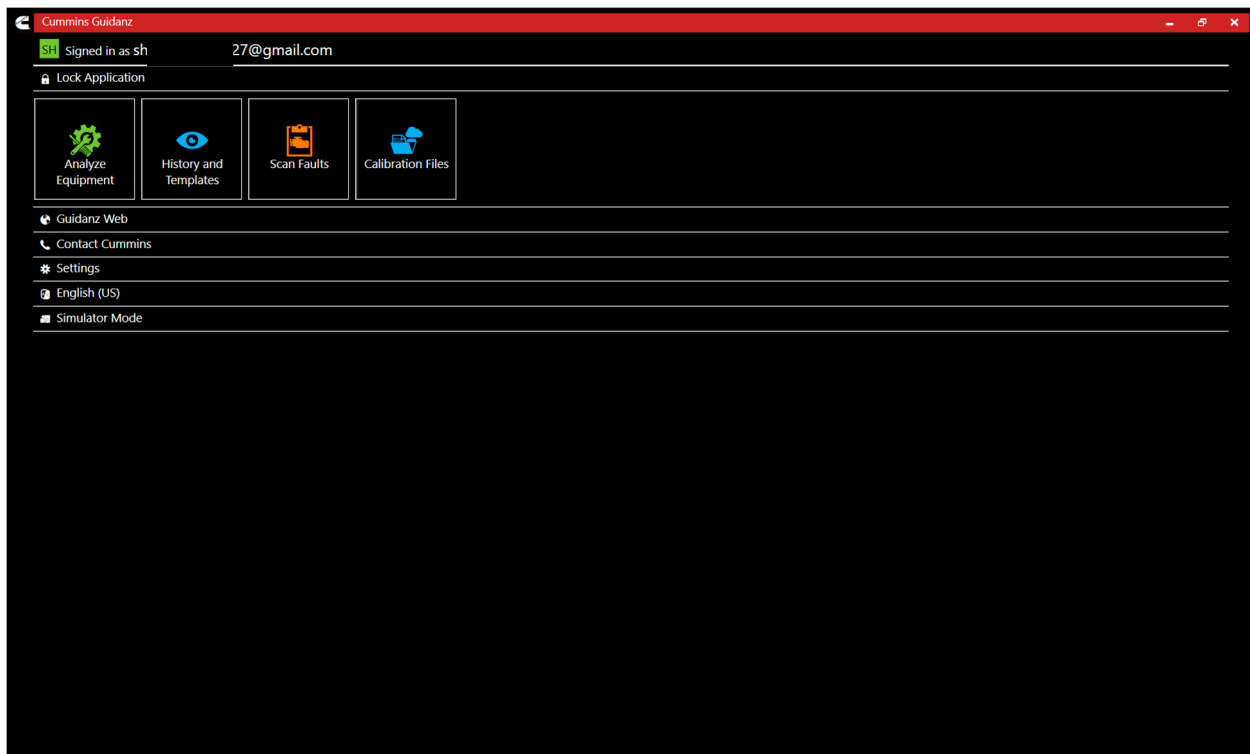 Cummins Guidanz
SH Signed in as sh 27@gmail.com
Lock Application
Analyze
Equipment
History and
Templates
Scan Faults
Calibration Files
Guidanz Web
Contact Cummins
Settings
English (US)
Simulator Mode